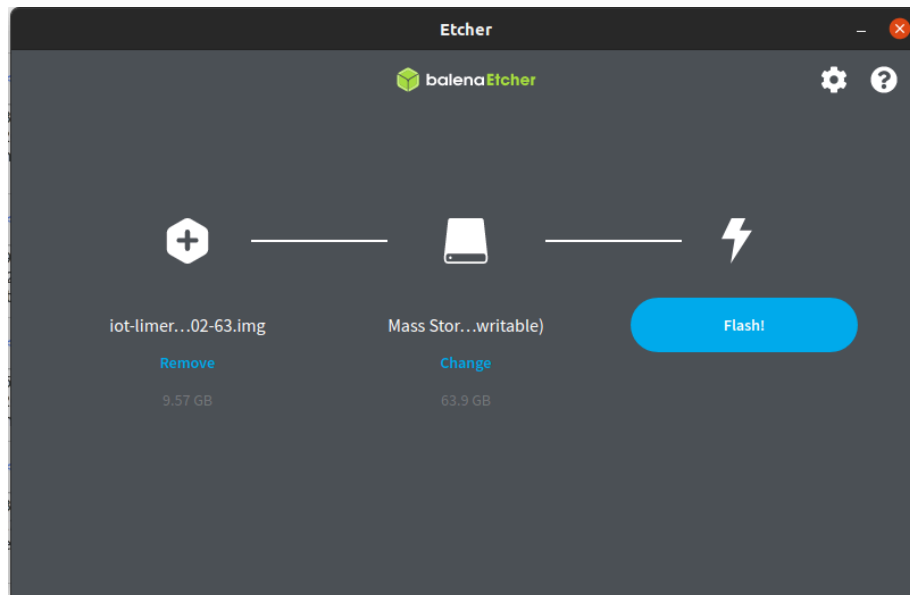 Etcher
balenaEtcher
iot-limer...02-63.img
Mass Stor...writable)
Flash!
Remove
Change
9.57 GB
63.9 GB